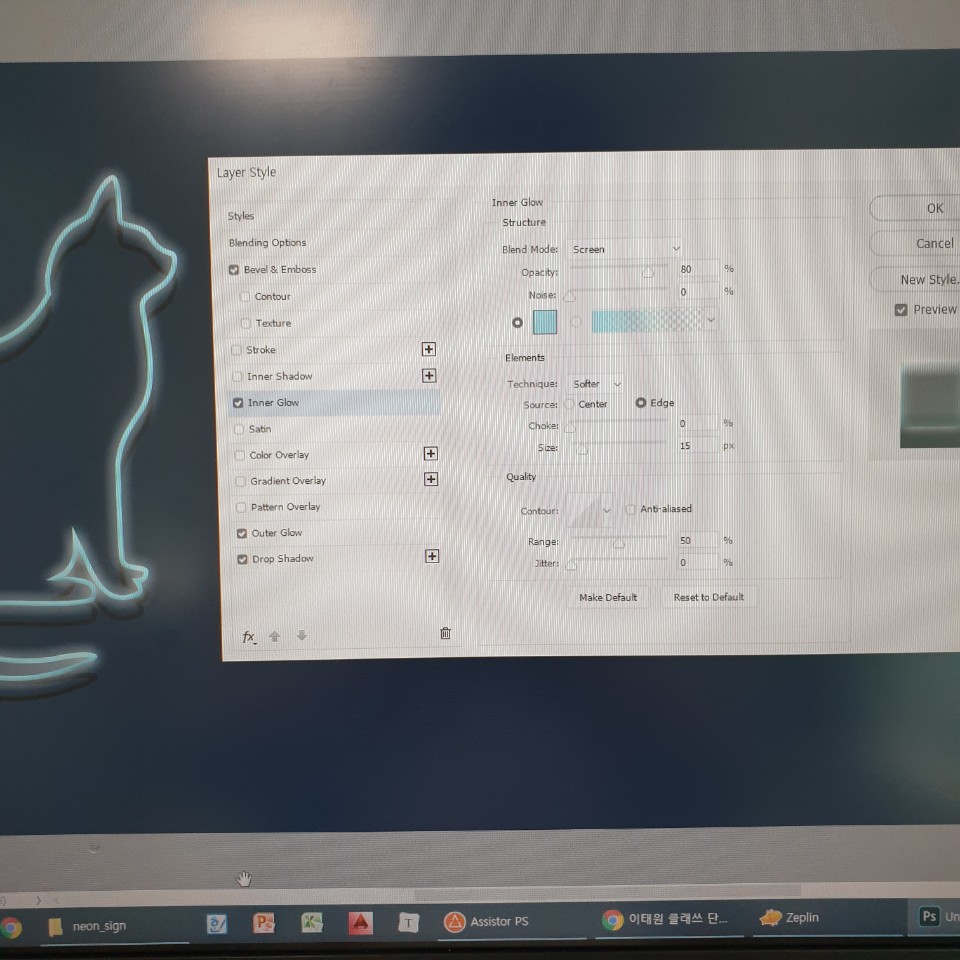 Layer Style
Styles
Blending Options
Bevel & Emboss
Contour
Texture
Stroke
Inner Shadow
Inner Glow
Satin
Color Overlay
Gradient Overlay
Pattern Overlay
Outer Glow
Drop Shadow
fx
Inner Glow
Structure
Blend Mode: Screen
Opacity: 80 %
Noise: 0 %
Elements
Technique: Softer
Source: Center Edge
Choke: 0 %
Size: 15 px
Quality
Contour: Anti-aliased
Range: 50 %
Jitter: 0 %
Make Default Reset to Default
OK
Cancel
New Style.
Preview
neon_sign
P
T
Assistor PS
이태원 클래쓰 단...
Zeplin
Ps Un